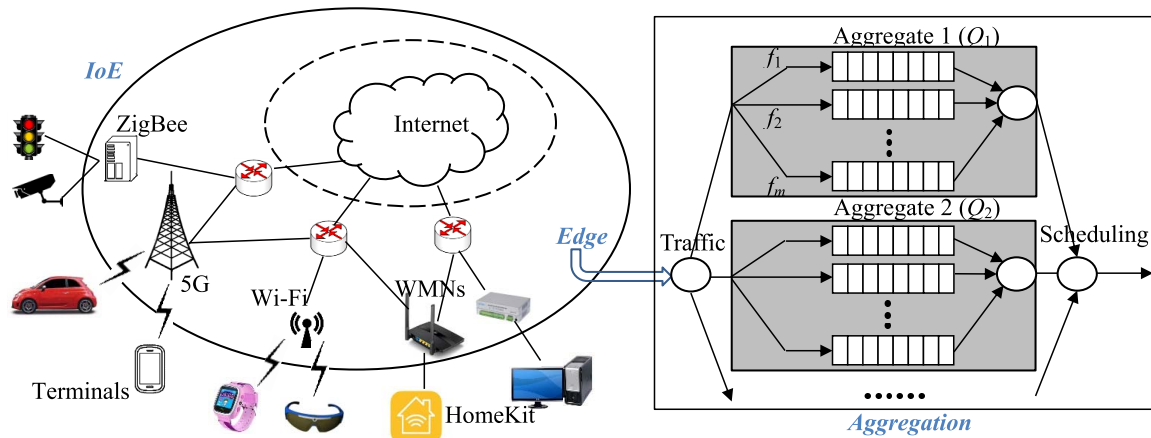 IoE
ZigBee
Internet
5G
Wi-Fi
WMNs
Terminals
HomeKit
Edge
Aggregate 1 (Q1)
f1
f2
fm
Aggregate 2 (Q2)
Traffic
Scheduling
Aggregation